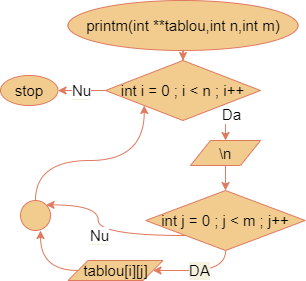 printm(int **tablou,int n,int m)
stop
Nu
int i = 0 ; i < n ; i++
Da
\n
int j = 0 ; j < m ; j++
Nu
tablou[i][j]
DA